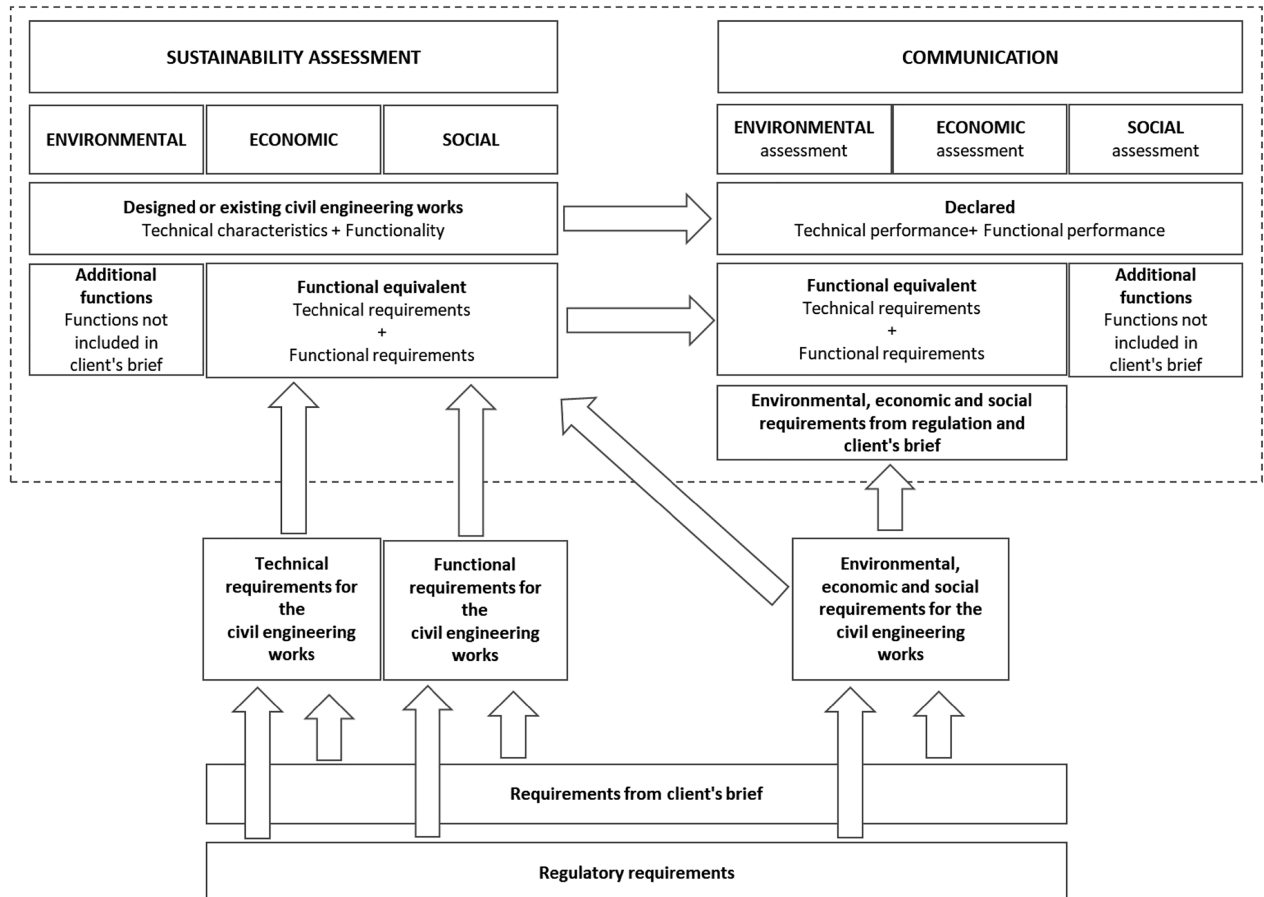 SUSTAINABILITY ASSESSMENT
COMMUNICATION
ENVIRONMENTAL
ECONOMIC
SOCIAL
ENVIRONMENTAL
assessment
ECONOMIC
assessment
SOCIAL
assessment
Designed or existing civil engineering works
Technical characteristics + Functionality
Declared
Technical performance+ Functional performance
Additional
functions
Functions not
included in
client's brief
Functional equivalent
Technical requirements
+
Functional requirements
Functional equivalent
Technical requirements
+
Functional requirements
Additional
functions
Functions not
included in
client's brief
Environmental, economic and social
requirements from regulation and
client's brief
Technical
requirements for
the
civil engineering
works
Functional
requirements for
the
civil engineering
works
Environmental,
economic and social
requirements for the
civil engineering
works
Requirements from client's brief
Regulatory requirements